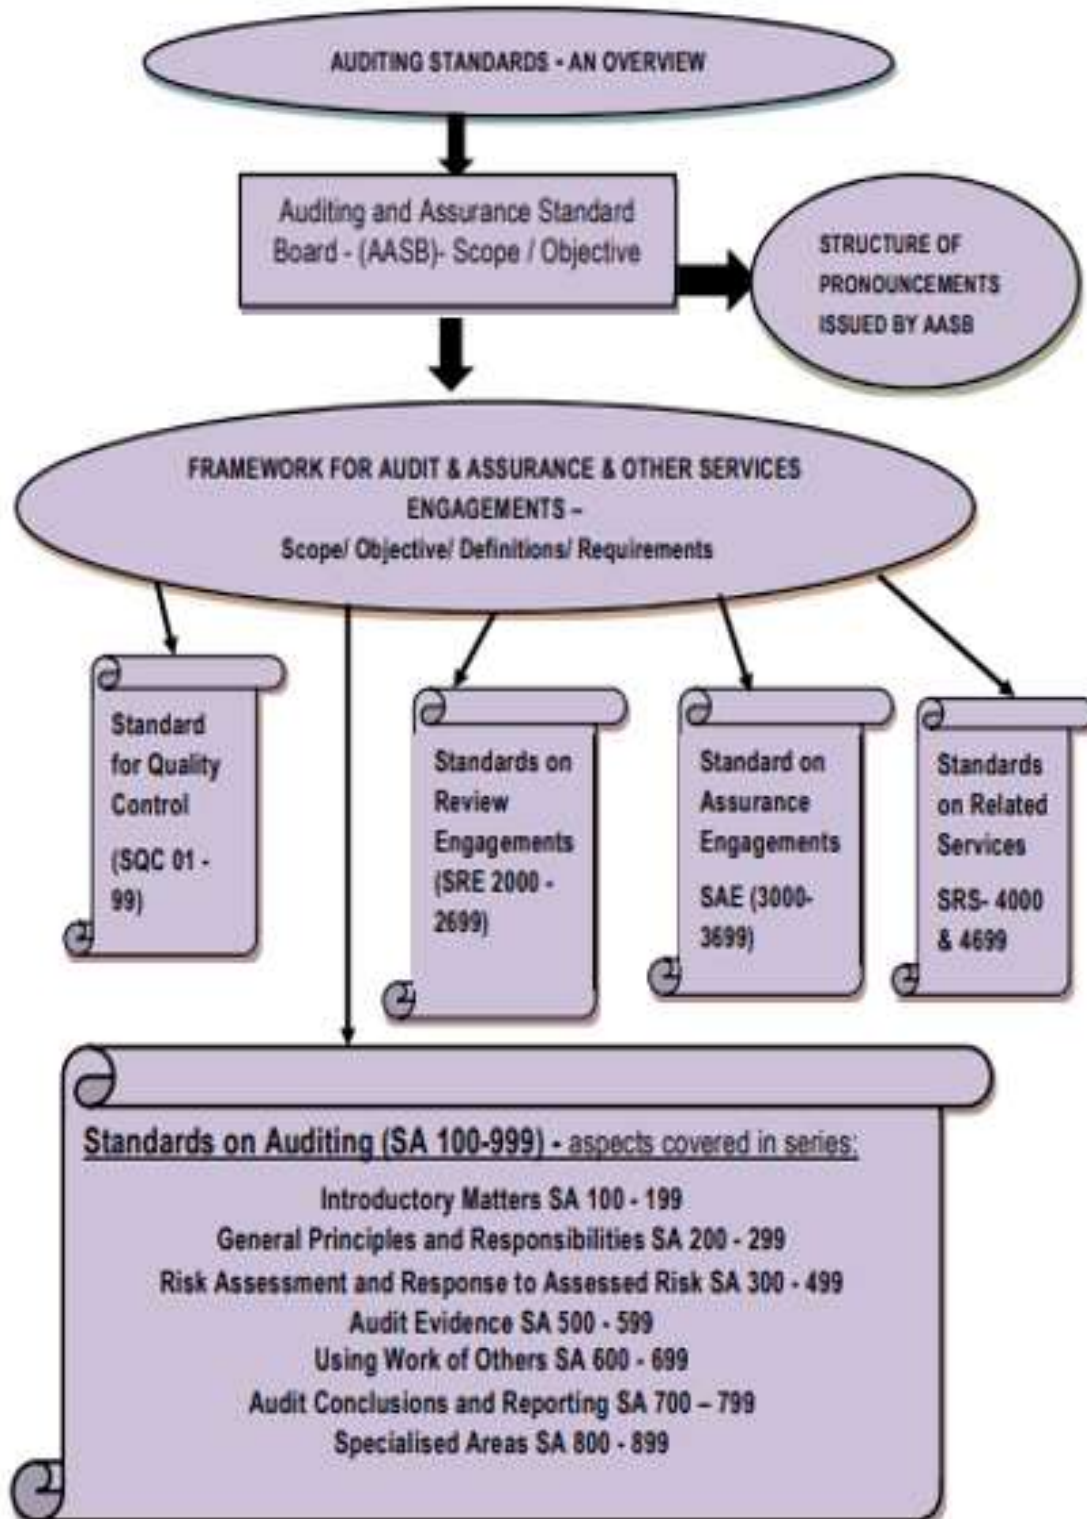 AUDITING STANDARDS - AN OVERVIEW
Auditing and Assurance Standard
Board - (AASB)- Scope / Objective
STRUCTURE OF
PRONOUNCEMENTS
ISSUED BY AASB
FRAMEWORK FOR AUDIT & ASSURANCE & OTHER SERVICES
ENGAGEMENTS –
Scope/ Objective/ Definitions/ Requirements
Standard
for Quality
Control
(SQC 01 -
99)
Standards on
Review
Engagements
(SRE 2000 -
2699)
Standard on
Assurance
Engagements
SAE (3000-
3699)
Standards
on Related
Services
SRS- 4000
& 4699
Standards on Auditing (SA 100-999) - aspects covered in series:
Introductory Matters SA 100 - 199
General Principles and Responsibilities SA 200 - 299
Risk Assessment and Response to Assessed Risk SA 300 - 499
Audit Evidence SA 500 - 599
Using Work of Others SA 600 - 699
Audit Conclusions and Reporting SA 700 – 799
Specialised Areas SA 800 - 899